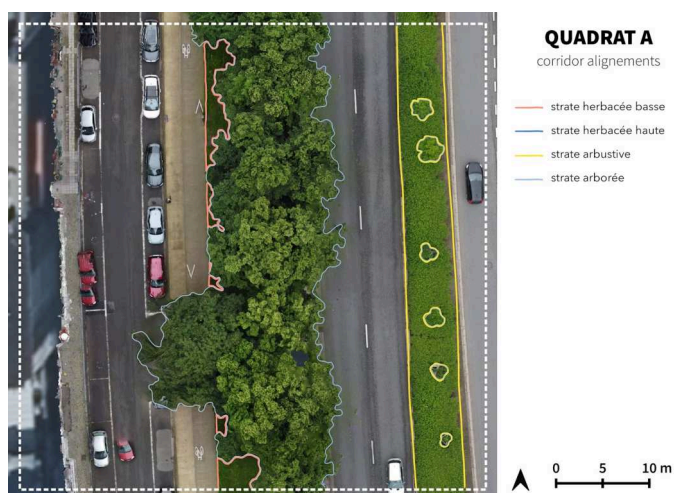 QUADRAT A
corridor alignements
strate herbacée basse
strate herbacée haute
strate arbustive
strate arborée
0 5 10 m